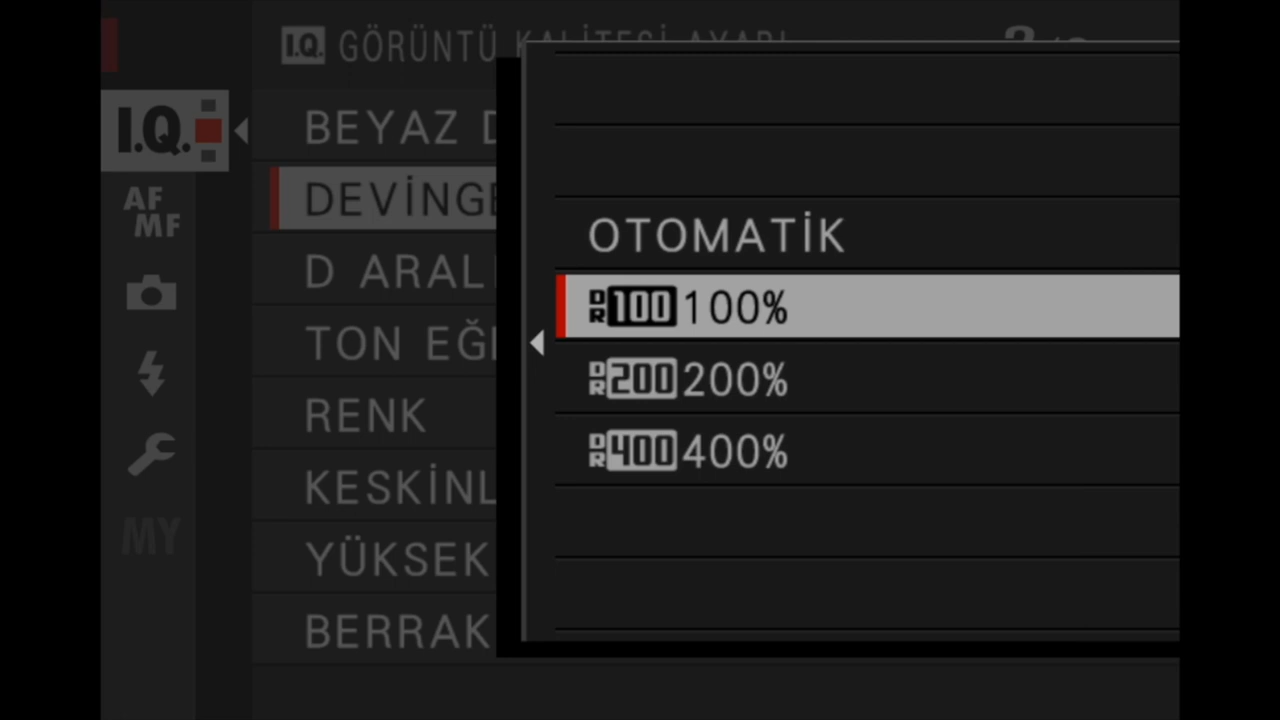 I.Q. GÖRÜNTÜ KALİTESİ AYARI
I.Q.
AF
MF
MY
BEYAZ
DEVİNGE
D ARALI
TON EĞİ
RENK
KESKİNL
YÜKSEK
BERRAK
OTOMATİK
DR100 100%
DR200 200%
DR400 400%